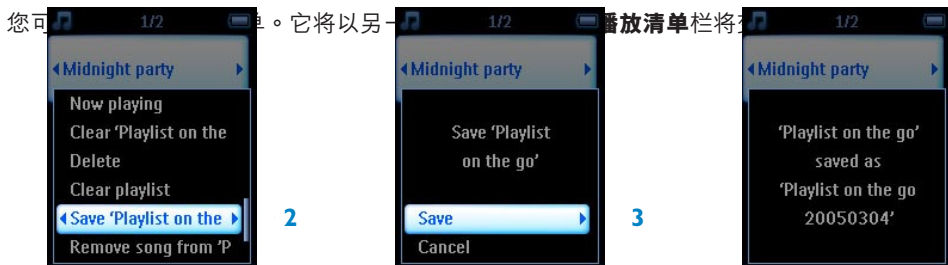 您可 单。它将以另一 播放清单栏将
1/2
Midnight party
Now playing
Clear ‘Playlist on the
Delete
Clear playlist
Save ‘Playlist on the
Remove song from ‘P
2
1/2
Midnight party
Save ‘Playlist
on the go’
Save
Cancel
3
1/2
Midnight party
‘Playlist on the go’
saved as
‘Playlist on the go
20050304’